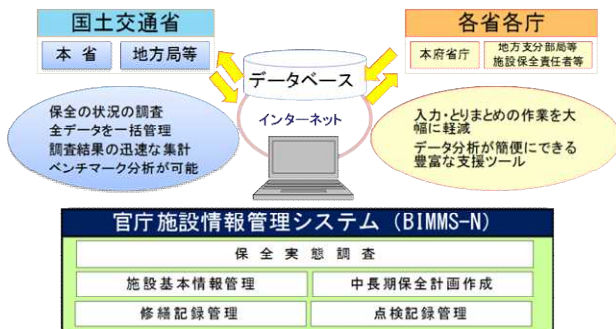 国土交通省
本省
地方局等
データベース
インターネット
各省各庁
本府省庁
地方支分部局等
施設保全責任者等
保全の状況の調査
全データを一括管理
調査結果の迅速な集計
ベンチマーク分析が可能
入力・とりまとめの作業を大
幅に軽減
データ分析が簡便にできる
豊富な支援ツール
官庁施設情報管理システム（BIMMS-N）
保全実態調査
施設基本情報管理
中長期保全計画作成
修繕記録管理
点検記録管理